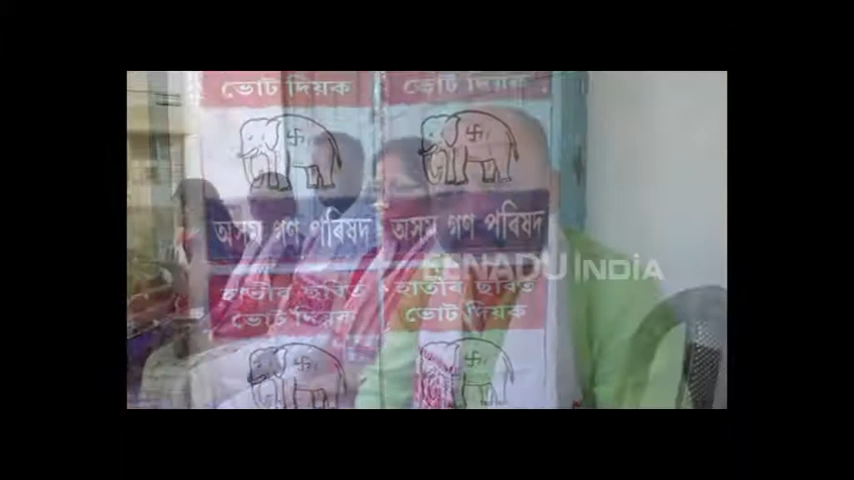 ভোট দিয়ক ভোট দিয়ক
অসম গণ পৰিষদ অসম গণ পৰিষদ
EENADU INDIA
হাতীৰ ছবিত হাতীৰ ছবিত
ভোট দিয়ক ভোট দিয়ক